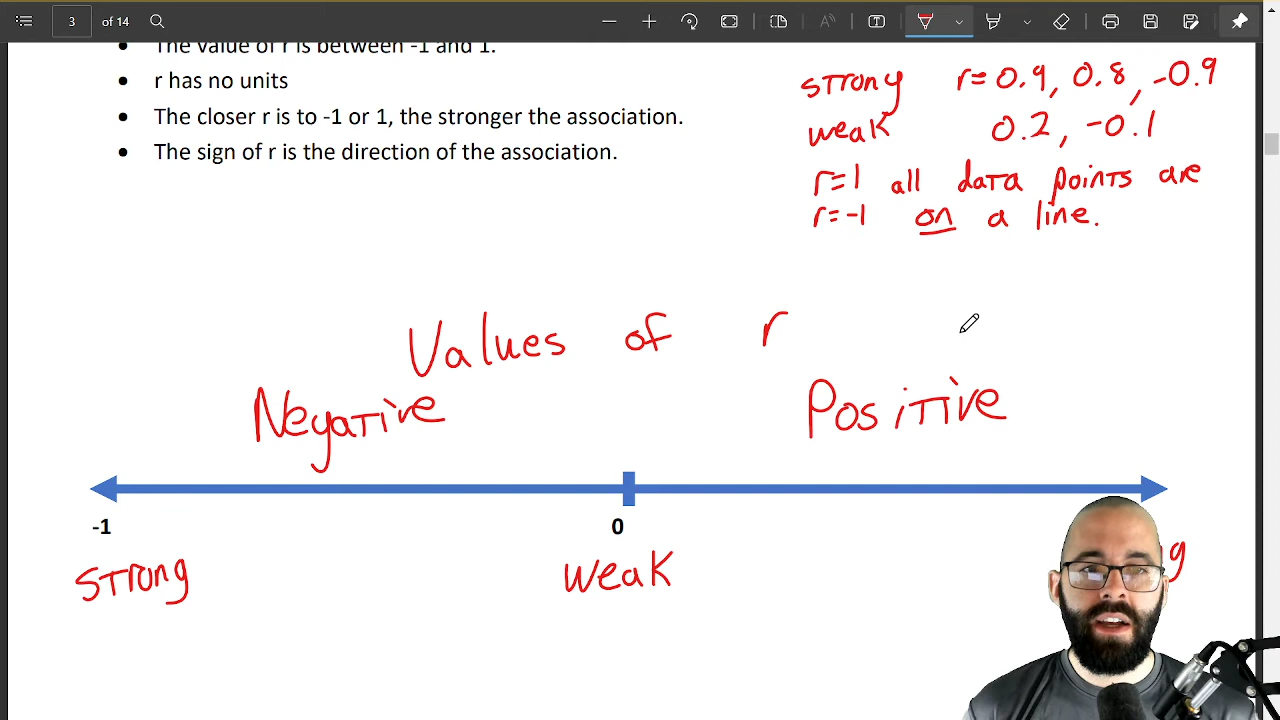 3 of 14
The value of r is between -1 and 1.
r has no units
The closer r is to -1 or 1, the stronger the association.
The sign of r is the direction of the association.
strong r=0.9, 0.8, -0.9
weak 0.2, -0.1
r=1 all data points are
r=-1 on a line.
Values of r
Negative Positive
-1 0
strong weak